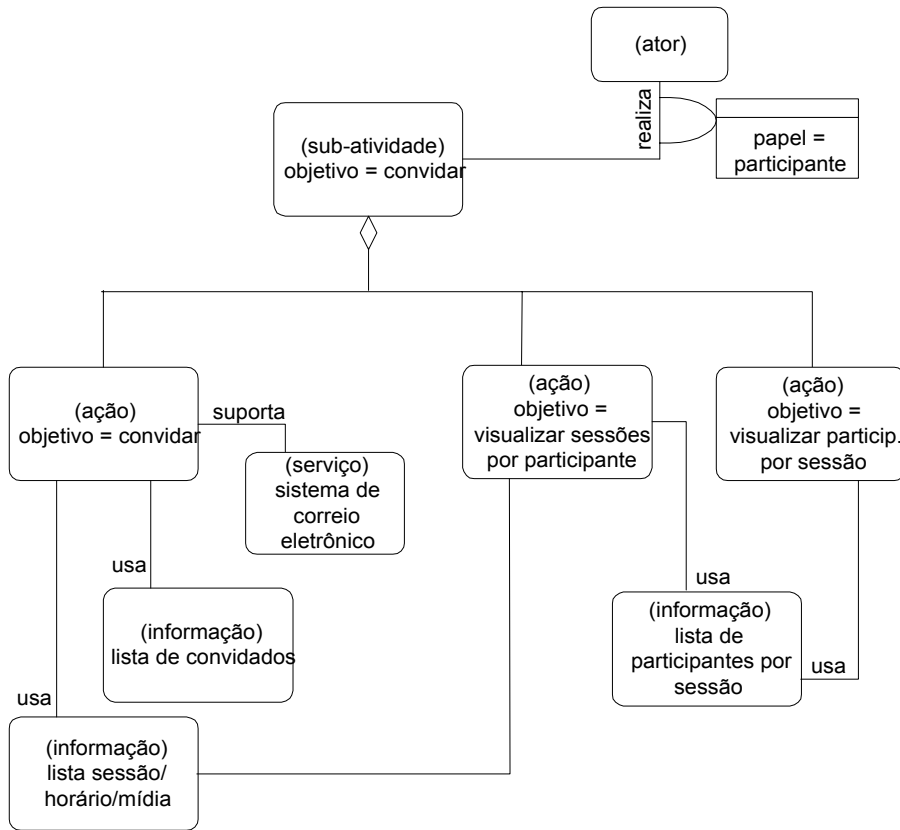 (ator)
realiza
papel =
participante
(sub-atividade)
objetivo = convidar
(ação)
objetivo = convidar
suporta
(serviço)
sistema de
correio
eletrônico
(ação)
objetivo =
visualizar sessões
por participante
(ação)
objetivo =
visualizar particip.
por sessão
usa
(informação)
lista de convidados
usa
(informação)
lista de
participantes por
sessão
usa
usa
(informação)
lista sessão/
horário/mídia